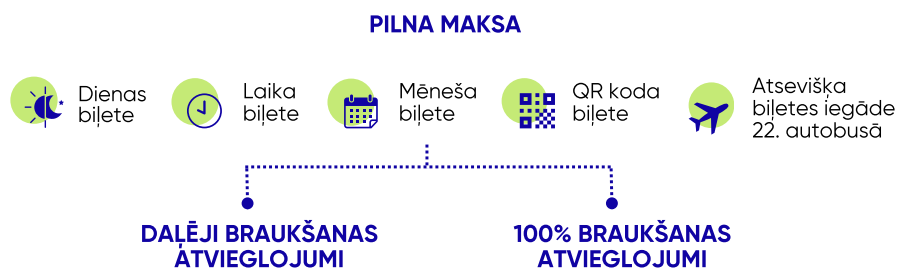 PILNA MAKSA
Dienas
biļete
Laika
biļete
Mēneša
biļete
QR koda
biļete
Atsevišķa
biļetes iegāde
22. autobusā
DAĻĒJI BRAUKŠANAS
ATVIEGLOJUMI
100% BRAUKŠANAS
ATVIEGLOJUMI